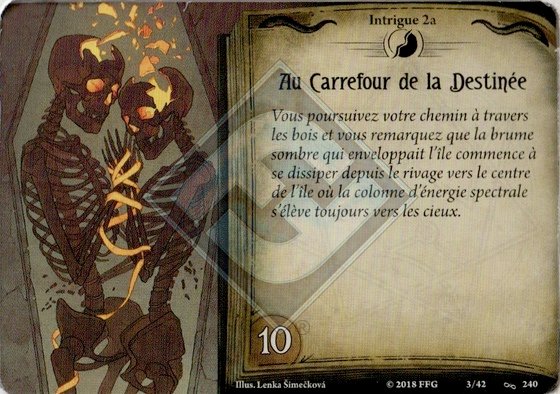 Intrigue 2a
Au Carrefour de la Destinée
Vous poursuivez votre chemin à travers
les bois et vous remarquez que la brume
sombre qui enveloppait l'île commence à
se dissiper depuis le rivage vers le centre
de l'île où la colonne d'énergie spectrale
s'élève toujours vers les cieux.
10
Illus. Lenka Šimečková
© 2018 FFG
3/42
240